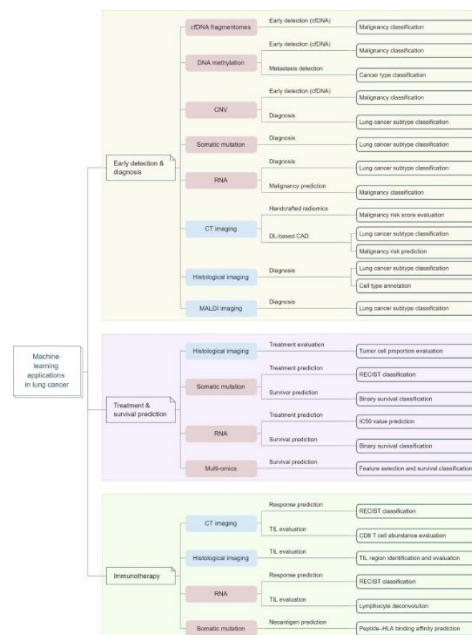 Machine
learning
applications
in lung cancer
Early detection &
diagnosis
cfDNA fragmentomes
Early detection (cfDNA)
Malignancy classification
DNA methylation
Early detection (cfDNA)
Malignancy classification
Metastasis detection
Cancer type classification
CNV
Early detection (cfDNA)
Malignancy classification
Diagnosis
Lung cancer subtype classification
Somatic mutation
Diagnosis
Lung cancer subtype classification
RNA
Diagnosis
Lung cancer subtype classification
Malignancy prediction
Malignancy classification
CT imaging
Handcrafted radiomics
Malignancy risk score evaluation
DL-based CAD
Lung cancer subtype classification
Malignancy risk prediction
Histological imaging
Diagnosis
Lung cancer subtype classification
Cell type annotation
MALDI imaging
Diagnosis
Lung cancer subtype classification
Treatment &
survival prediction
Histological imaging
Treatment evaluation
Tumor cell proportion evaluation
Somatic mutation
Treatment prediction
RECIST classification
Survivor prediction
Binary survival classification
RNA
Treatment prediction
IC50 value prediction
Survival prediction
Binary survival classification
Multi-omics
Survival prediction
Feature selection and survival classification
Immunotherapy
CT imaging
Response prediction
RECIST classification
TIL evaluation
CD8 T cell abundance evaluation
Histological imaging
TIL evaluation
TIL region identification and evaluation
RNA
Response prediction
RECIST classification
TIL evaluation
Lymphocyte deconvolution
Somatic mutation
Neoantigen prediction
Peptide–HLA binding affinity prediction